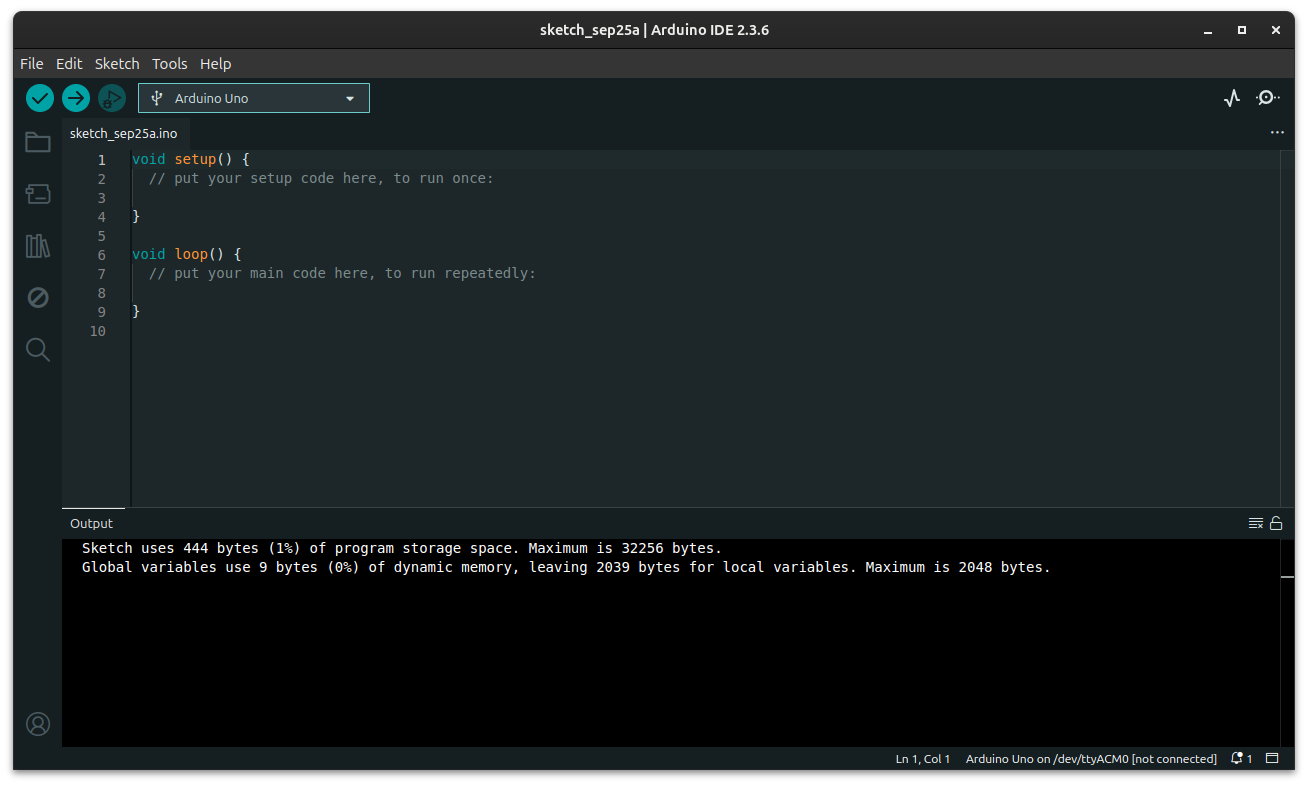 sketch_sep25a | Arduino IDE 2.3.6
File Edit Sketch Tools Help
Arduino Uno
sketch_sep25a.ino
1 void setup() {
2 // put your setup code here, to run once:
3
4 }
5
6 void loop() {
7 // put your main code here, to run repeatedly:
8
9 }
10
Output
Sketch uses 444 bytes (1%) of program storage space. Maximum is 32256 bytes.
Global variables use 9 bytes (0%) of dynamic memory, leaving 2039 bytes for local variables. Maximum is 2048 bytes.
Ln 1, Col 1 Arduino Uno on /dev/ttyACM0 [not connected] 1